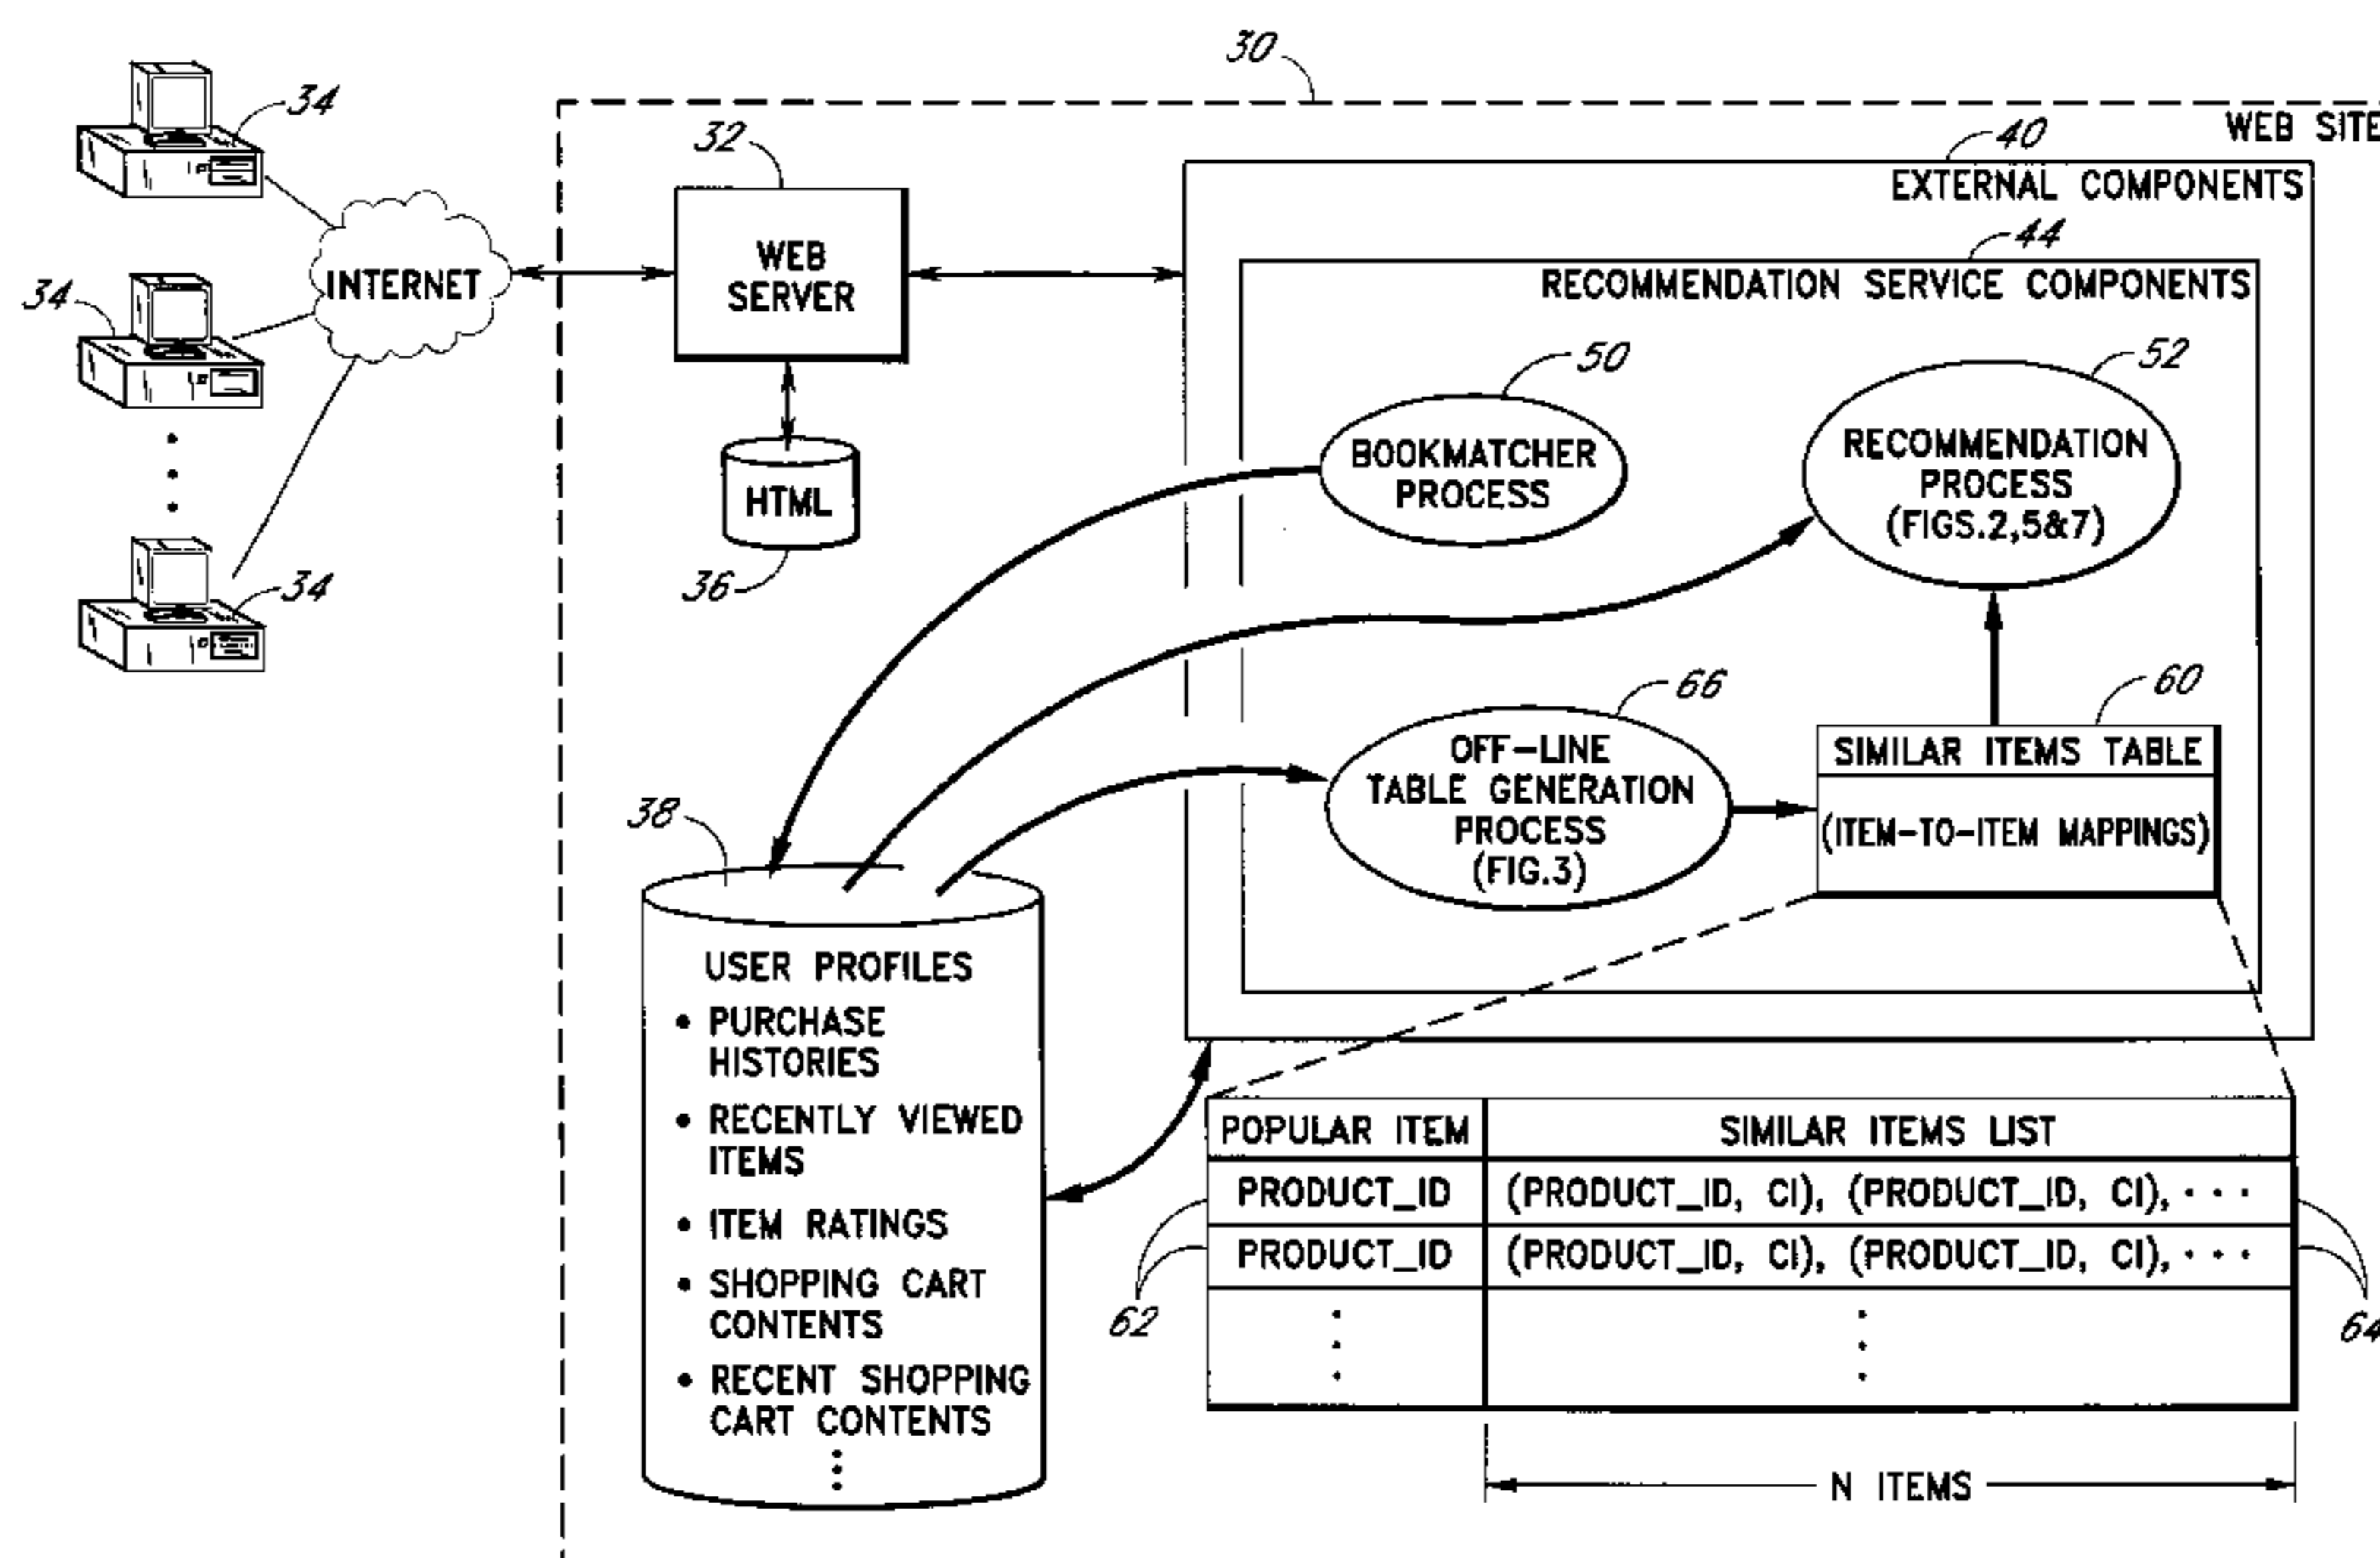 30
WEB SITE
34
32
40
EXTERNAL COMPONENTS
44
RECOMMENDATION SERVICE COMPONENTS
WEB
SERVER
INTERNET
34
50
52
BOOKMATCHER
PROCESS
RECOMMENDATION
PROCESS
(FIGS.2,5&7)
HTML
36
34
66
60
OFF-LINE
TABLE GENERATION
PROCESS
(FIG.3)
SIMILAR ITEMS TABLE
(ITEM-TO-ITEM MAPPINGS)
38
USER PROFILES
• PURCHASE
HISTORIES
• RECENTLY VIEWED
ITEMS
• ITEM RATINGS
• SHOPPING CART
CONTENTS
• RECENT SHOPPING
CART CONTENTS
POPULAR ITEM SIMILAR ITEMS LIST
PRODUCT_ID (PRODUCT_ID, CI), (PRODUCT_ID, CI), ···
PRODUCT_ID (PRODUCT_ID, CI), (PRODUCT_ID, CI), ···
62
64
N ITEMS